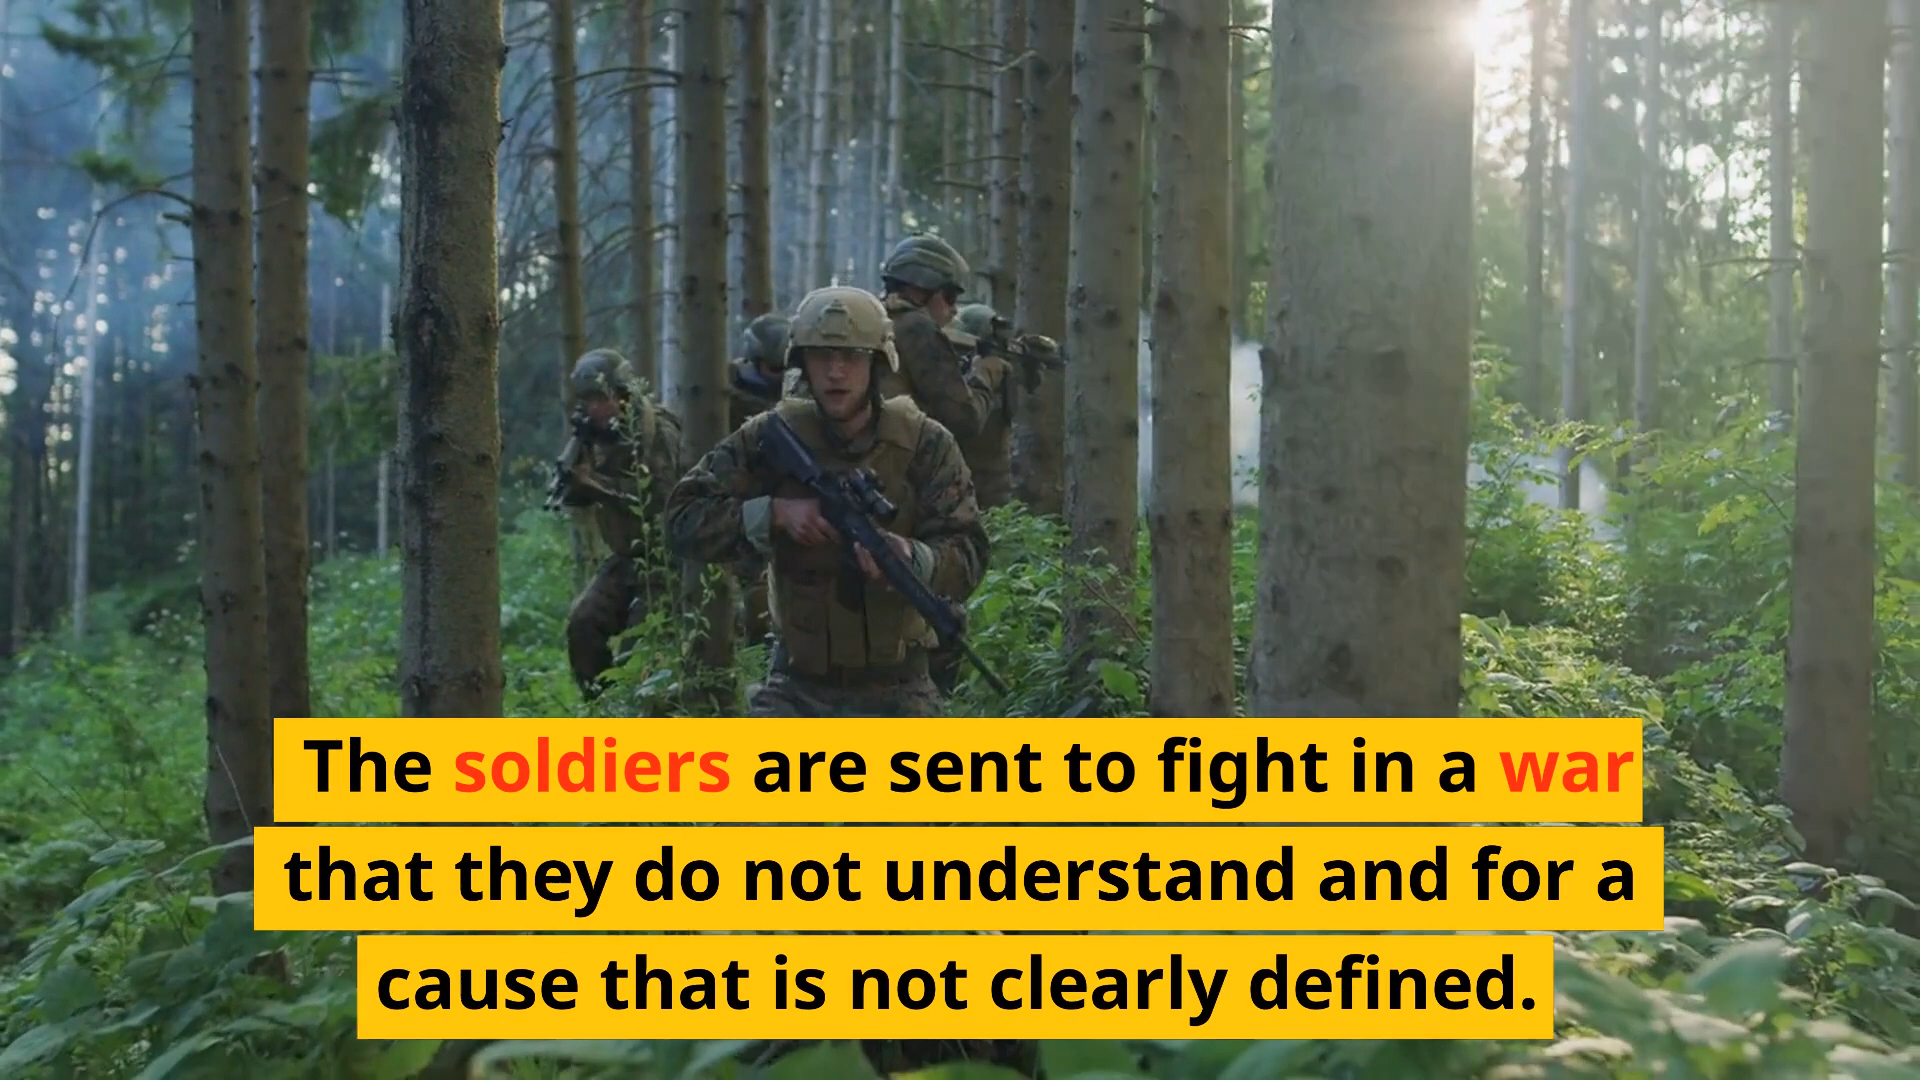 The soldiers are sent to fight in a war
that they do not understand and for a
cause that is not clearly defined.